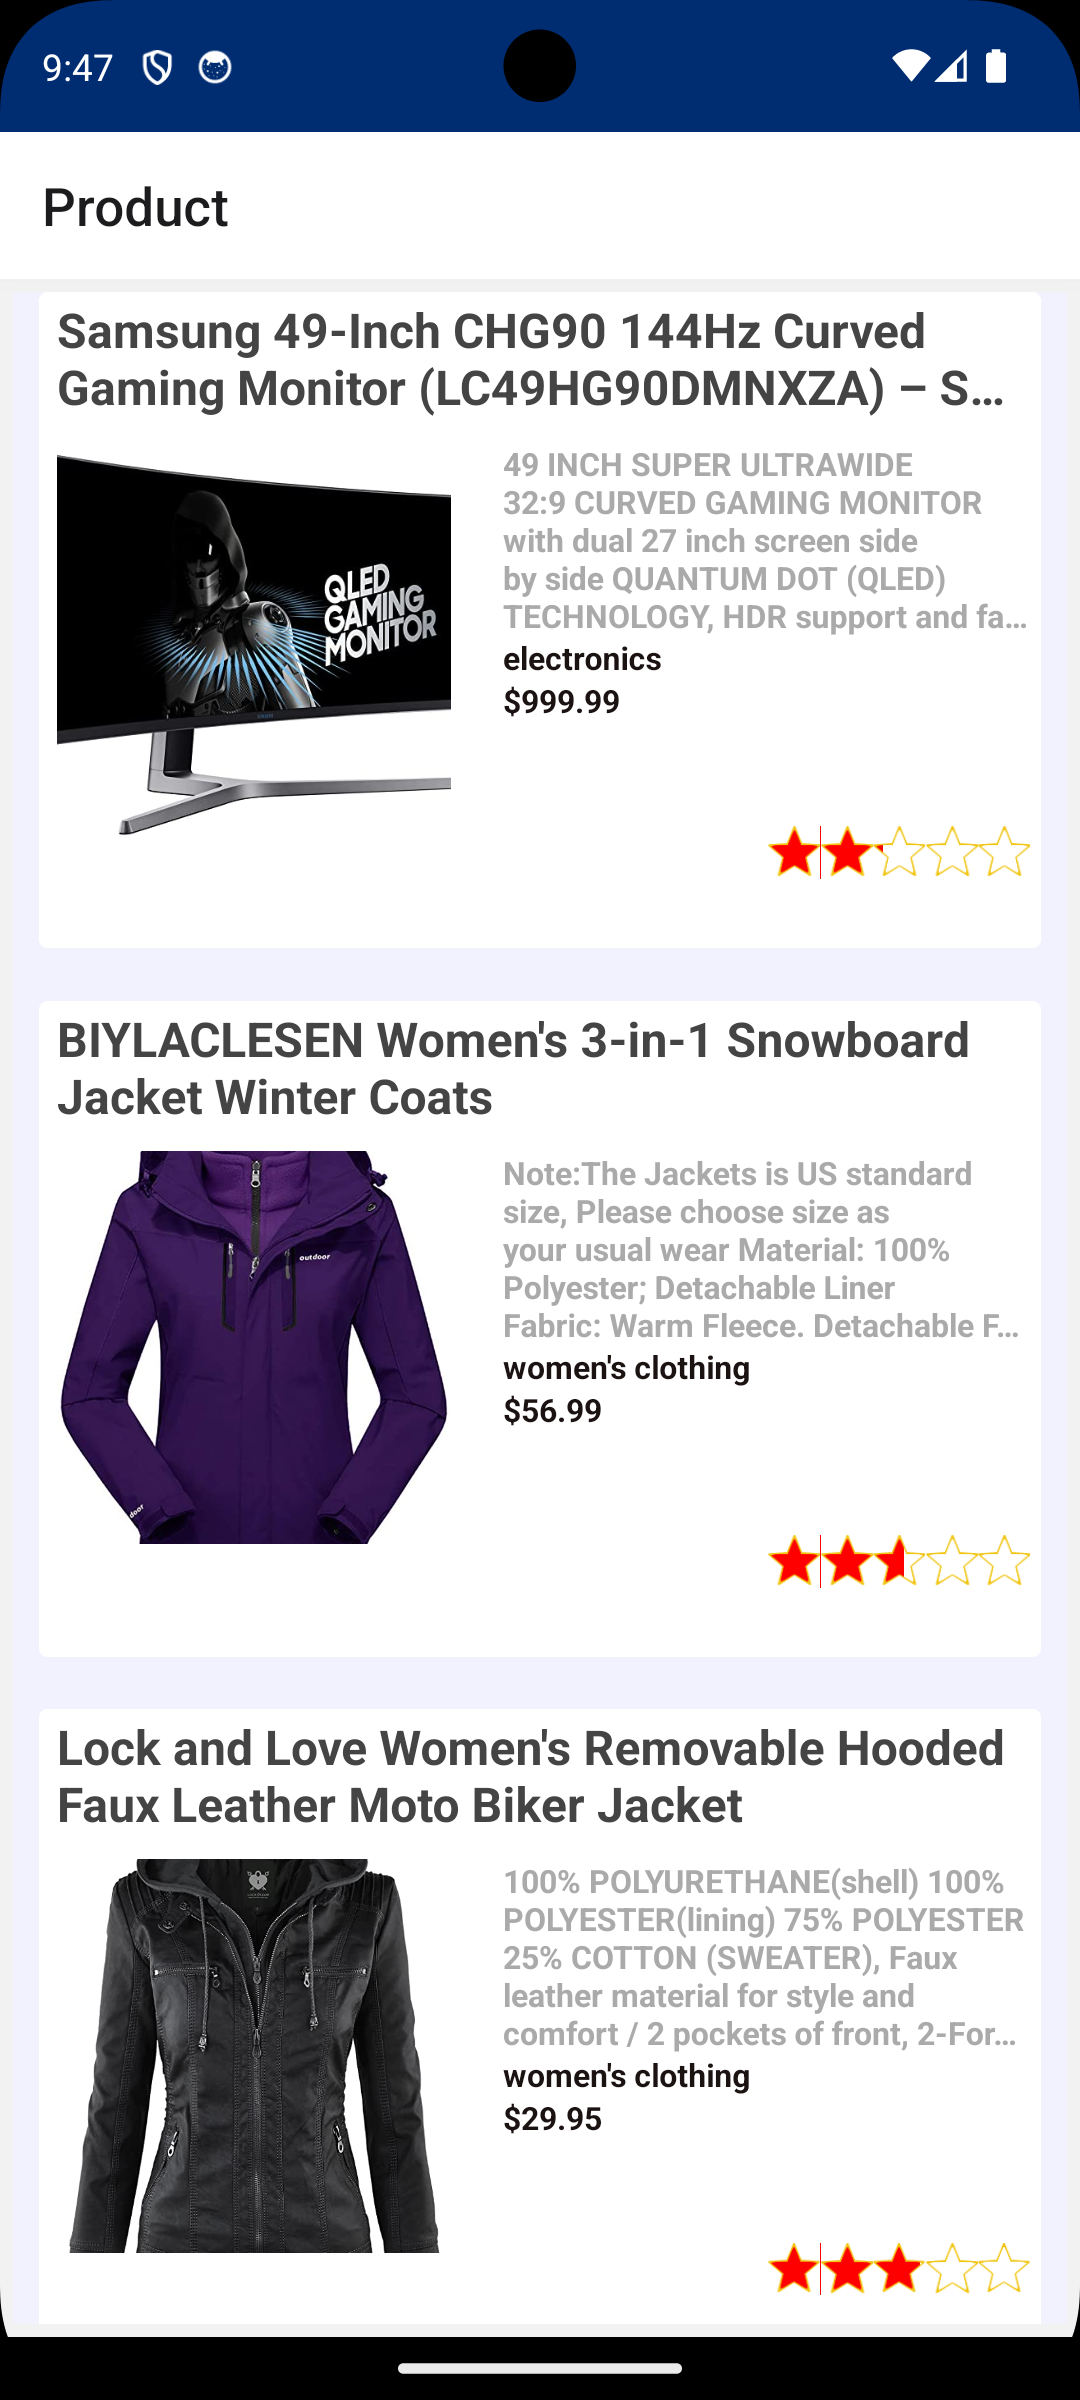 9:47
Product
Samsung 49-Inch CHG90 144Hz Curved
Gaming Monitor (LC49HG90DMNXZA) – S...
QLED
GAMING
MONITOR
49 INCH SUPER ULTRAWIDE
32:9 CURVED GAMING MONITOR
with dual 27 inch screen side
by side QUANTUM DOT (QLED)
TECHNOLOGY, HDR support and fa...
electronics
$999.99
BIYLACLESEN Women's 3-in-1 Snowboard
Jacket Winter Coats
outdoor
door
Note:The Jackets is US standard
size, Please choose size as
your usual wear Material: 100%
Polyester; Detachable Liner
Fabric: Warm Fleece. Detachable F...
women's clothing
$56.99
Lock and Love Women's Removable Hooded
Faux Leather Moto Biker Jacket
100% POLYURETHANE(shell) 100%
POLYESTER(lining) 75% POLYESTER
25% COTTON (SWEATER), Faux
leather material for style and
comfort / 2 pockets of front, 2-For...
women's clothing
$29.95